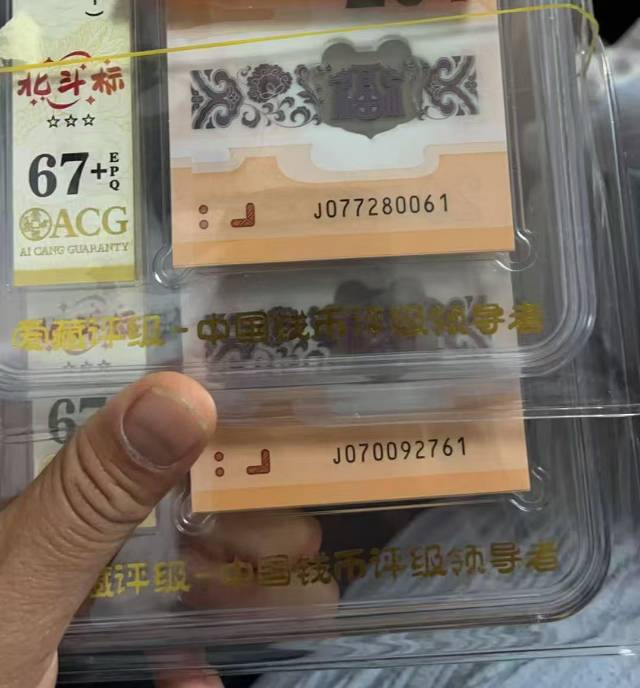 北斗标
☆☆☆
67+EPQ
ACG
AI CANG GUARANTY
J077280061
爱藏评级-中国钱币评级领导者
67
J070092761
藏评级-中国钱币评级领导者